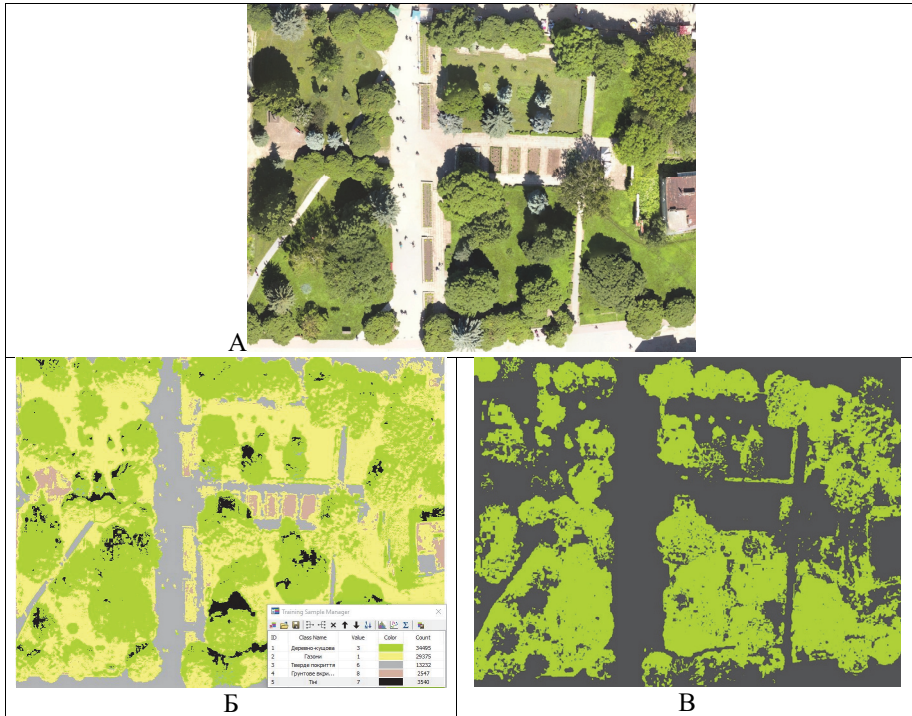 А
Training Sample Manager
ID Class Name Value Color Count
1 Деревно-кущова 3 34495
2 Газони 1 29375
3 Тверде покриття 6 13232
4 Ґрунтове вкри... 8 2547
5 Тіні 7 3540
Б
В